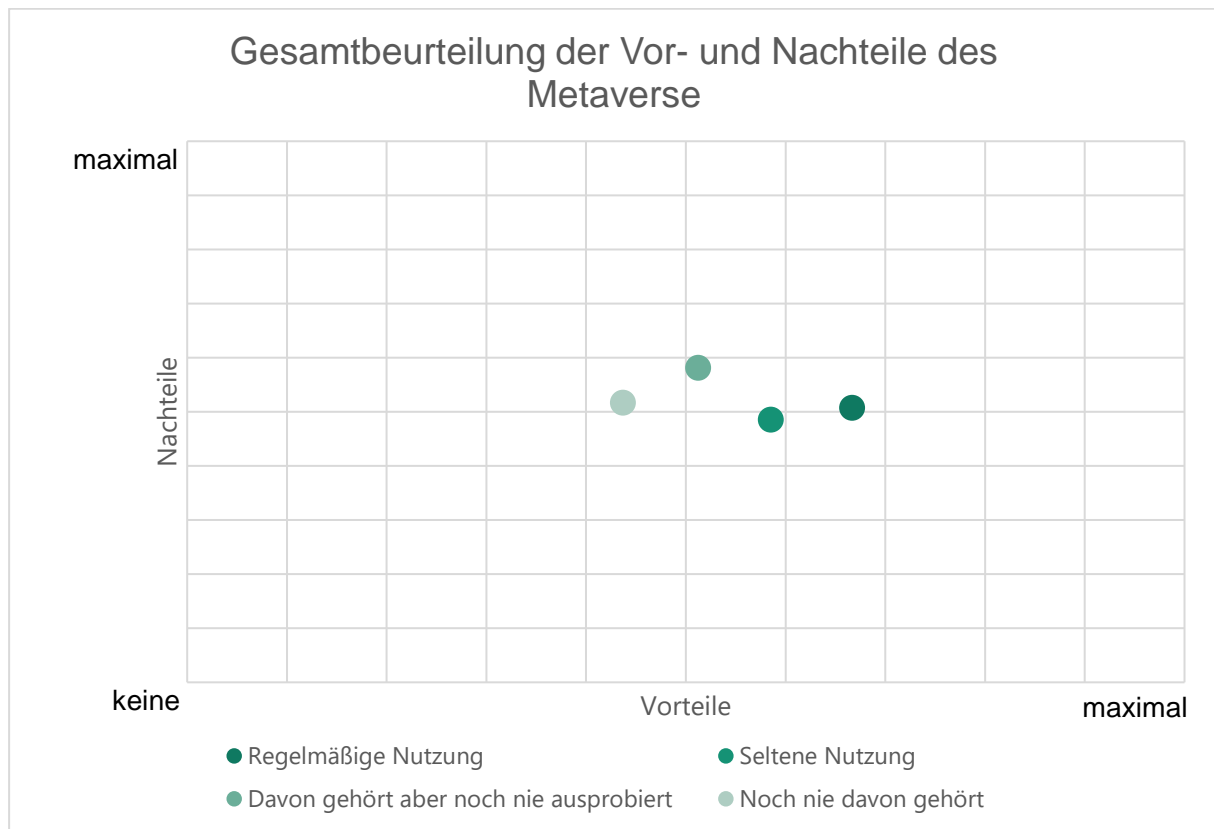 Gesamtbeurteilung der Vor- und Nachteile des
Metaverse
maximal
Nachteile
keine
Vorteile
maximal
Regelmäßige Nutzung
Seltene Nutzung
Davon gehört aber noch nie ausprobiert
Noch nie davon gehört